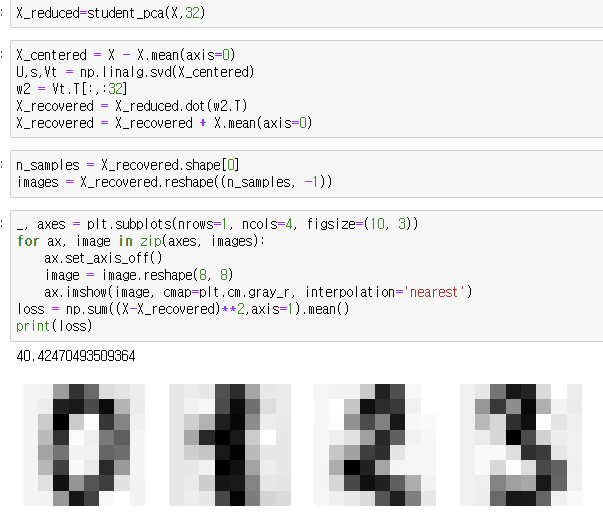 X_reduced=student_pca(X,32)
X_centered = X - X.mean(axis=0)
U,s,Vt = np.linalg.svd(X_centered)
w2 = Vt.T[:,:32]
X_recovered = X_reduced.dot(w2.T)
X_recovered = X_recovered + X.mean(axis=0)
n_samples = X_recovered.shape[0]
images = X_recovered.reshape((n_samples, -1))
_, axes = plt.subplots(nrows=1, ncols=4, figsize=(10, 3))
for ax, image in zip(axes, images):
    ax.set_axis_off()
    image = image.reshape(8, 8)
    ax.imshow(image, cmap=plt.cm.gray_r, interpolation='nearest')
loss = np.sum((X-X_recovered)**2,axis=1).mean()
print(loss)
40.42470493509364